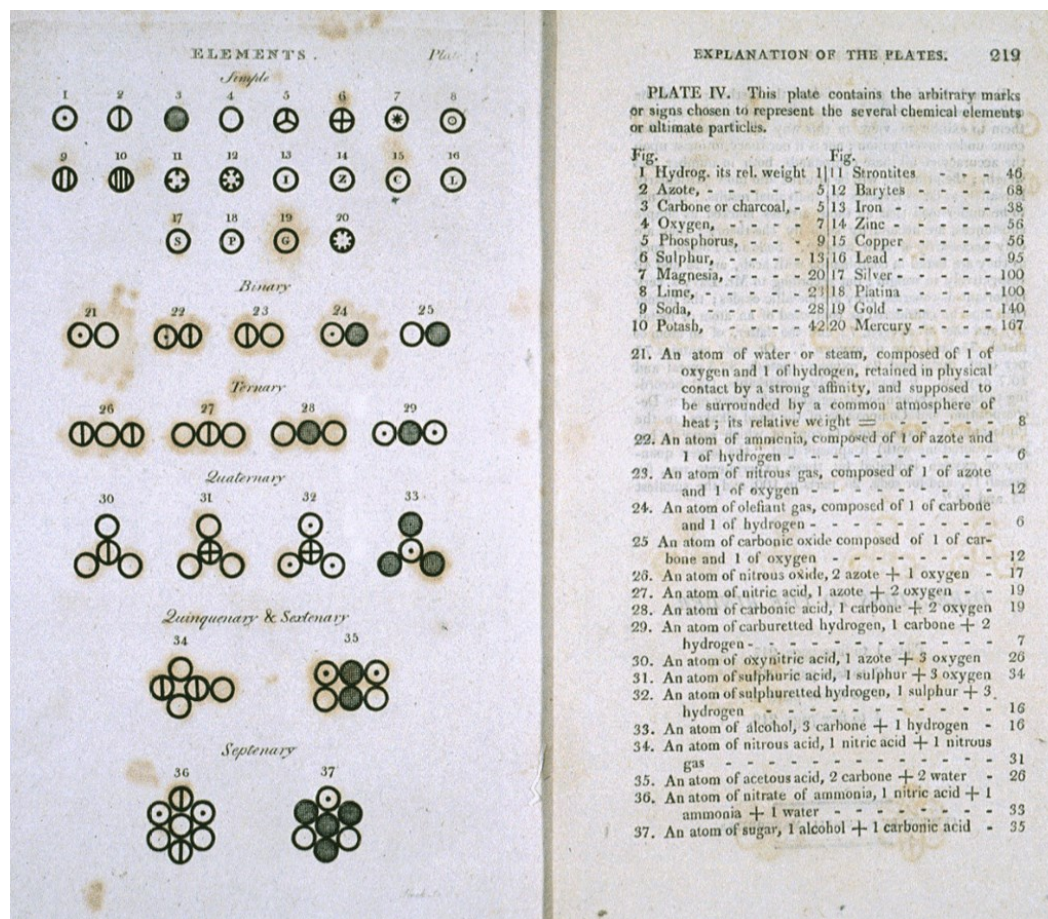 ELEMENTS.
Simple
1 2 3 4 5 6 7 8
9 10 11 12 13 14 15 16
I Z C L
17 18 19 20
S P G
Binary
21 22 23 24 25
Ternary
26 27 28 29
Quaternary
30 31 32 33
Quinquenary & Sextenary
34 35
Septenary
36 37
EXPLANATION OF THE PLATES. 219
PLATE IV. This plate contains the arbitrary marks
or signs chosen to represent the several chemical elements
or ultimate particles.
Fig. Fig.
1 Hydrog. its rel. weight 1 11 Strontites - - - 46
2 Azote, - - - - 5 12 Barytes - - - - 68
3 Carbone or charcoal, - 5 13 Iron - - - - 38
4 Oxygen, - - - 7 14 Zinc - - - - 56
5 Phosphorus, - - - 9 15 Copper - - - - 56
6 Sulphur, - - - - 13 16 Lead - - - - 95
7 Magnesia, - - - - 20 17 Silver - - - - 100
8 Lime, - - - - 23 18 Platina - - - 100
9 Soda, - - - - 28 19 Gold - - - - 140
10 Potash, - - - - 42 20 Mercury - - - - 167
21. An atom of water or steam, composed of 1 of
oxygen and 1 of hydrogen, retained in physical
contact by a strong affinity, and supposed to
be surrounded by a common atmosphere of
heat; its relative weight = - - - - 8
22. An atom of ammonia, composed of 1 of azote and
1 of hydrogen - - - - - - - 6
23. An atom of nitrous gas, composed of 1 of azote
and 1 of oxygen - - - - - - - 12
24. An atom of olefiant gas, composed of 1 of carbone
and 1 of hydrogen - - - - - - - 6
25 An atom of carbonic oxide composed of 1 of car-
bone and 1 of oxygen - - - - - - 12
26. An atom of nitrous oxide, 2 azote + 1 oxygen - 17
27. An atom of nitric acid, 1 azote + 2 oxygen - - 19
28. An atom of carbonic acid, 1 carbone + 2 oxygen 19
29. An atom of carburetted hydrogen, 1 carbone + 2
hydrogen - - - - - - - - - 7
30. An atom of oxynitric acid, 1 azote + 3 oxygen 26
31. An atom of sulphuric acid, 1 sulphur + 3 oxygen 34
32. An atom of sulphuretted hydrogen, 1 sulphur + 3
hydrogen - - - - - - - - - 16
33. An atom of alcohol, 3 carbone + 1 hydrogen - 16
34. An atom of nitrous acid, 1 nitric acid + 1 nitrous
gas - - - - - - - - - - 31
35. An atom of acetous acid, 2 carbone + 2 water - 26
36. An atom of nitrate of ammonia, 1 nitric acid + 1
ammonia + 1 water - - - - - - 33
37. An atom of sugar, 1 alcohol + 1 carbonic acid - 35